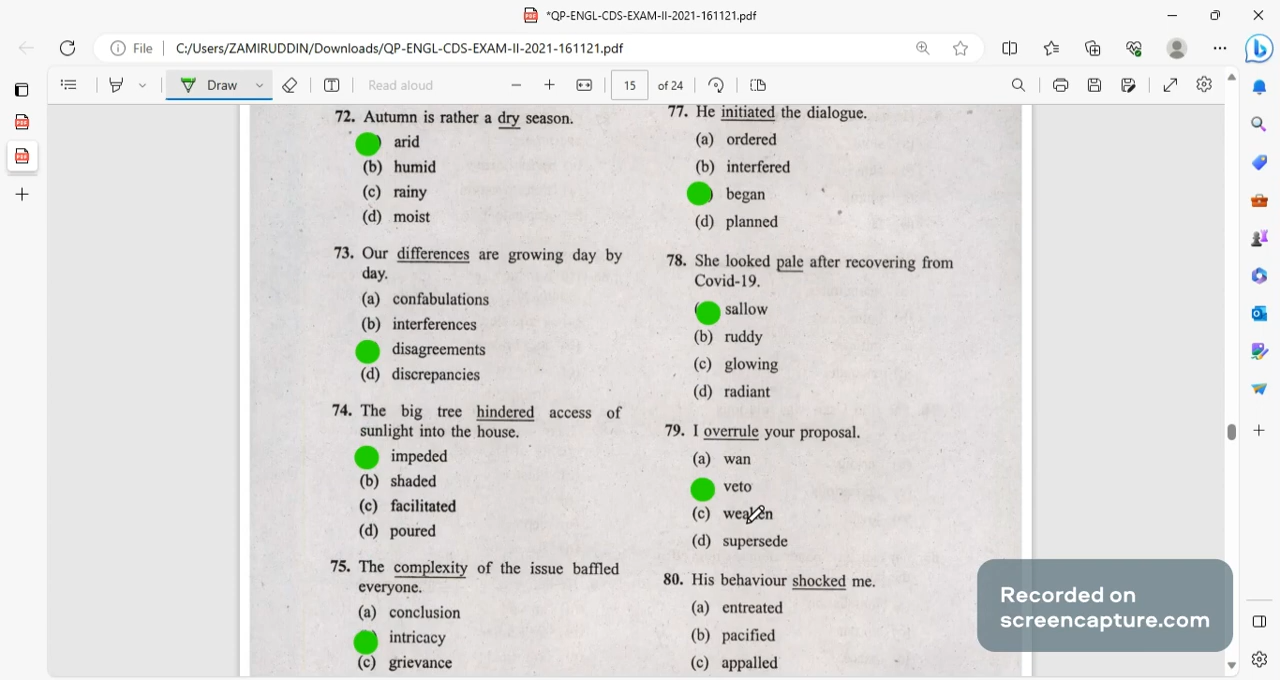 *QP-ENGL-CDS-EXAM-II-2021-161121.pdf
File
C:/Users/ZAMIRUDDIN/Downloads/QP-ENGL-CDS-EXAM-II-2021-161121.pdf
Draw
Read aloud
15 of 24
72. Autumn is rather a dry season.
arid
(b) humid
(c) rainy
(d) moist
73. Our differences are growing day by
day.
(a) confabulations
(b) interferences
disagreements
(d) discrepancies
74. The big tree hindered access of
sunlight into the house.
impeded
(b) shaded
(c) facilitated
(d) poured
75. The complexity of the issue baffled
everyone.
(a) conclusion
intricacy
(c) grievance
77. He initiated the dialogue.
(a) ordered
(b) interfered
began
(d) planned
78. She looked pale after recovering from
Covid-19.
sallow
(b) ruddy
(c) glowing
(d) radiant
79. I overrule your proposal.
(a) wan
veto
(c) weaken
(d) supersede
80. His behaviour shocked me.
(a) entreated
(b) pacified
(c) appalled
Recorded on
screencapture.com